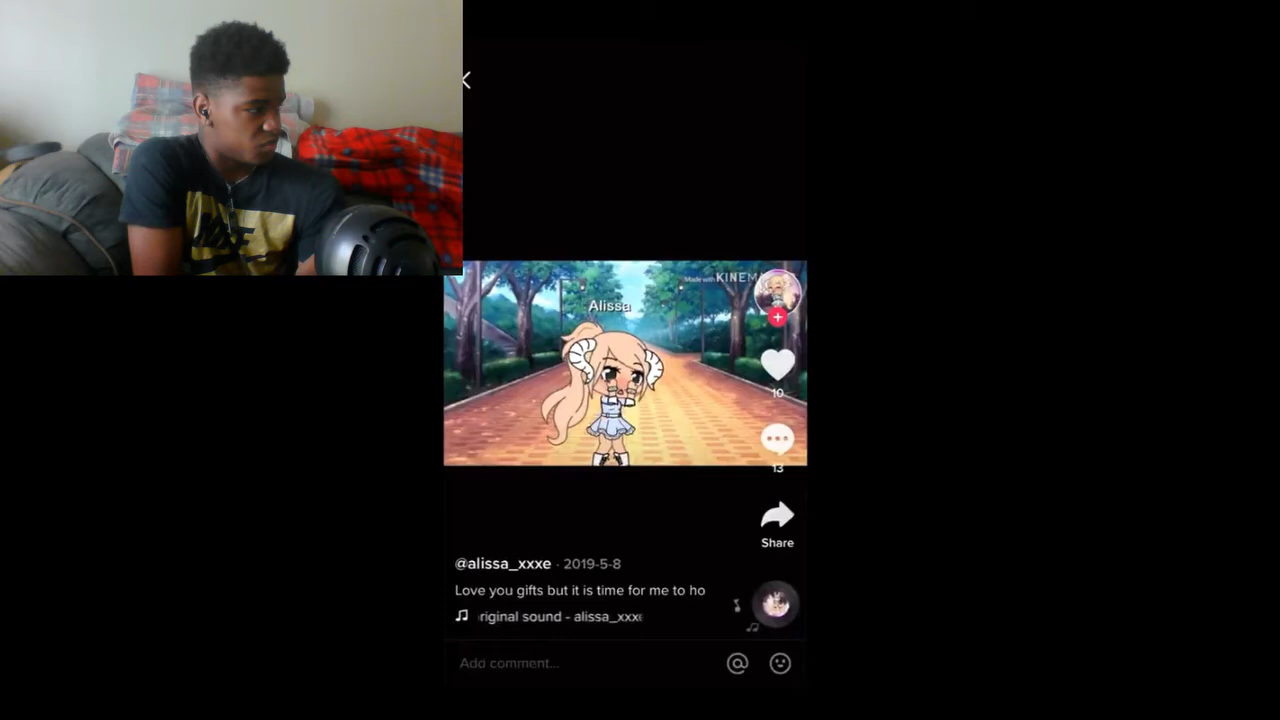 NIKE
Made with KINEM
Alissa
10
13
Share
@alissa_xxxe · 2019-5-8
Love you gifts but it is time for me to ho
riginal sound - alissa_xxx
Add comment...